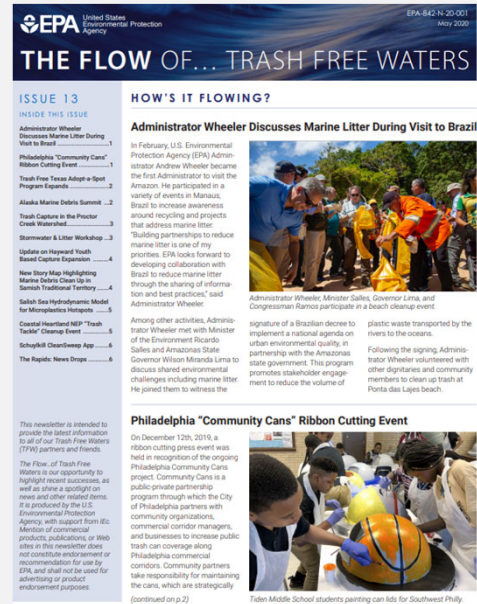 EPA
United States
Environmental Protection
Agency
EPA-842-N-20-001
May 2020
THE FLOW OF... TRASH FREE WATERS
ISSUE 13
INSIDE THIS ISSUE
Administrator Wheeler
Discusses Marine Litter During
Visit to Brazil ..................1
Philadelphia "Community Cans"
Ribbon Cutting Event ..............1
Trash Free Texas Adopt-a-Spot
Program Expands ................2
Alaska Marine Debris Summit ...2
Trash Capture in the Proctor
Creek Watershed..................3
Stormwater & Litter Workshop ...3
Update on Hayward Youth
Based Capture Expansion ........4
New Story Map Highlighting
Marine Debris Clean Up in
Samish Traditional Territory .....4
Salish Sea Hydrodynamic Model
for Microplastics Hotspots ......5
Coastal Heartland NEP "Trash
Tackle" Cleanup Event ...........5
Schuylkill CleanSweep App .......6
The Rapids: News Drops ..........6
This newsletter is intended to
provide the latest information
to all of our Trash Free Waters
(TFW) partners and friends.
The Flow...of Trash Free
Waters is our opportunity to
highlight recent successes, as
well as shine a spotlight on
news and other related items.
It is produced by the U.S.
Environmental Protection
Agency, with support from IEc.
Mention of commercial
products, publications, or Web
sites in this newsletter does
not constitute endorsement or
recommendation for use by
EPA, and shall not be used for
advertising or product
endorsement purposes.
HOW'S IT FLOWING?
Administrator Wheeler Discusses Marine Litter During Visit to Brazil
In February, U.S. Environmental
Protection Agency (EPA) Admin-
istrator Andrew Wheeler became
the first Administrator to visit the
Amazon. He participated in a
variety of events in Manaus,
Brazil to increase awareness
around recycling and projects
that address marine litter.
"Building partnerships to reduce
marine litter is one of my
priorities. EPA looks forward to
developing collaboration with
Brazil to reduce marine litter
through the sharing of informa-
tion and best practices," said
Administrator Wheeler.
Among other activities, Adminis-
trator Wheeler met with Minister
of the Environment Ricardo
Salles and Amazonas State
Governor Wilson Miranda Lima to
discuss shared environmental
challenges including marine litter.
He joined them to witness the
Administrator Wheeler, Minister Salles, Governor Lima, and
Congressman Ramos participate in a beach cleanup event.
signature of a Brazilian decree to
implement a national agenda on
urban environmental quality, in
partnership with the Amazonas
state government. This program
promotes stakeholder engage-
ment to reduce the volume of
plastic waste transported by the
rivers to the oceans.
Following the signing, Adminis-
trator Wheeler volunteered with
other dignitaries and community
members to clean up trash at
Ponta das Lajes beach.
Philadelphia "Community Cans" Ribbon Cutting Event
On December 12th, 2019, a
ribbon cutting press event was
held in recognition of the ongoing
Philadelphia Community Cans
project. Community Cans is a
public-private partnership
program through which the City
of Philadelphia partners with
community organizations,
commercial corridor managers,
and businesses to increase public
trash can coverage along
Philadelphia commercial
corridors. Community partners
take responsibility for maintaining
the cans, which are strategically
(continued on p.2)
Tiden Middle School students painting can lids for Southwest Philly.